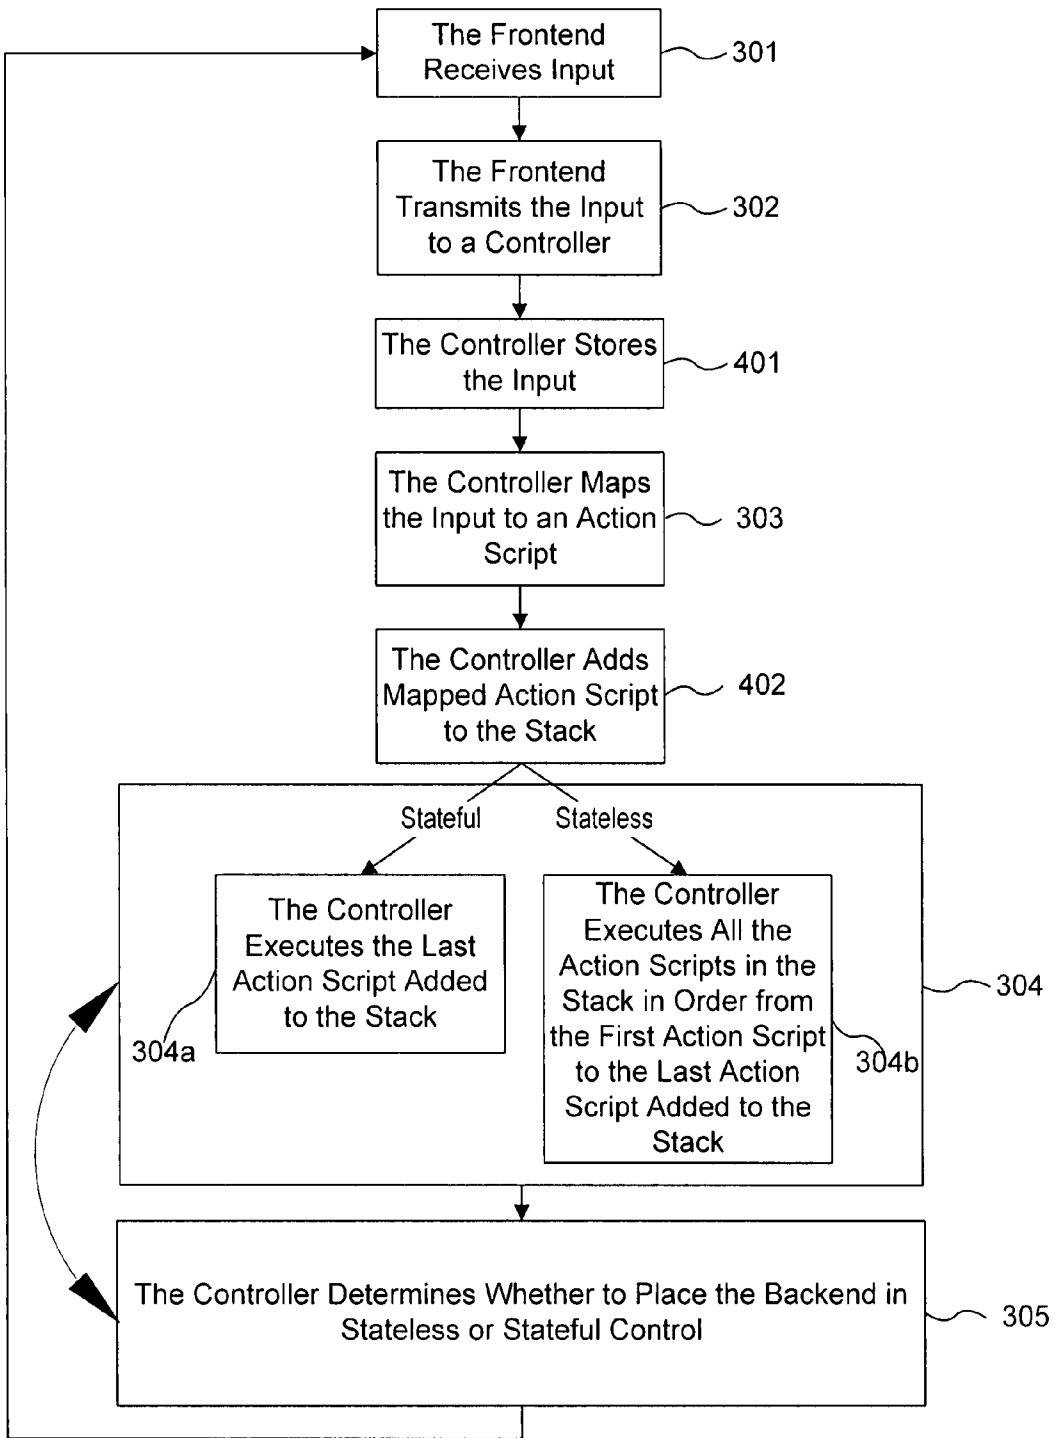 The Frontend
Receives Input
301
The Frontend
Transmits the Input
to a Controller
302
The Controller Stores
the Input
401
The Controller Maps
the Input to an Action
Script
303
The Controller Adds
Mapped Action Script
to the Stack
402
Stateful
Stateless
The Controller
Executes the Last
Action Script Added
to the Stack
304a
The Controller
Executes All the
Action Scripts in the
Stack in Order from
the First Action Script
to the Last Action
Script Added to the
Stack
304b
304
The Controller Determines Whether to Place the Backend in
Stateless or Stateful Control
305